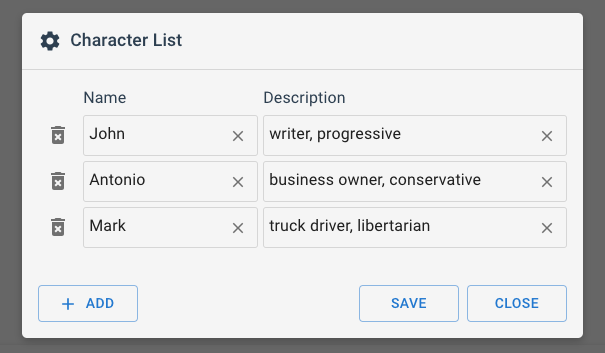 Character List
Name Description
John writer, progressive
Antonio business owner, conservative
Mark truck driver, libertarian
ADD SAVE CLOSE